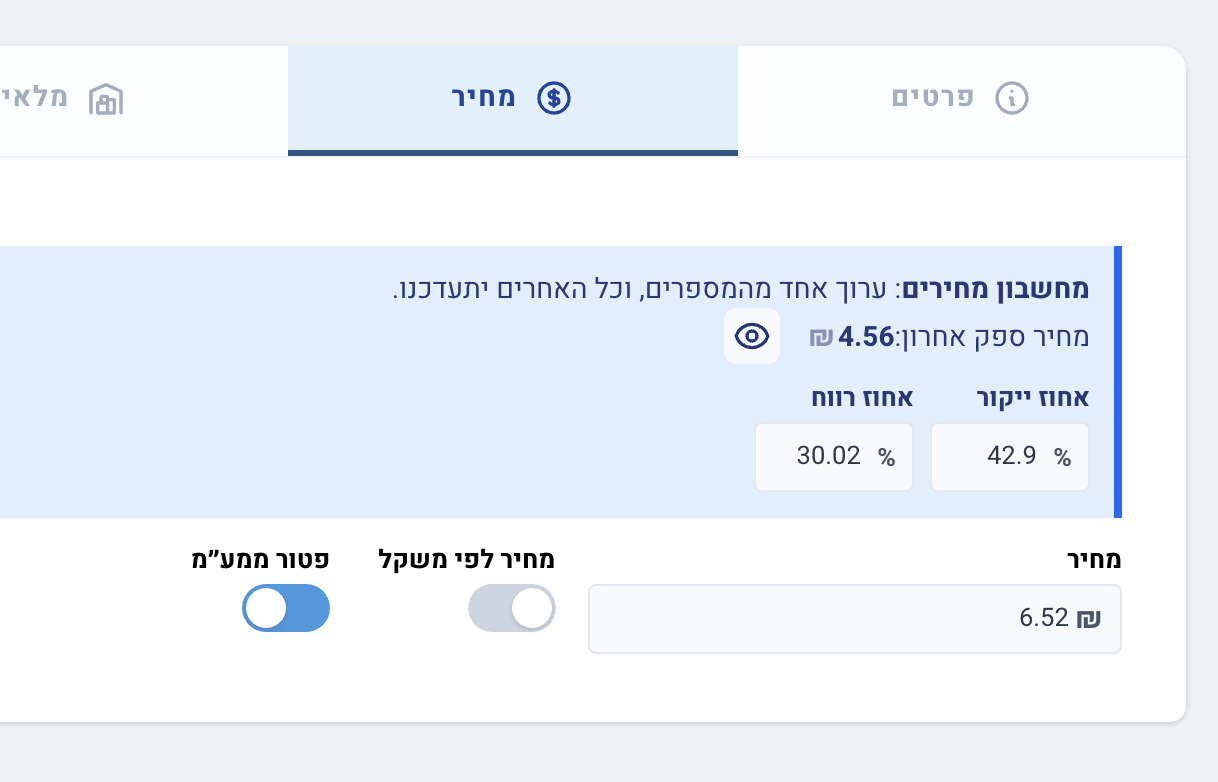 פרטים
מחיר
מלאי
מחשבון מחירים: ערוך אחד מהמספרים, וכל האחרים יתעדכנו.
מחיר ספק אחרון:4.56 ₪
אחוז ייקור אחוז רווח
% 42.9 % 30.02
מחיר מחיר לפי משקל פטור ממע״מ
₪ 6.52